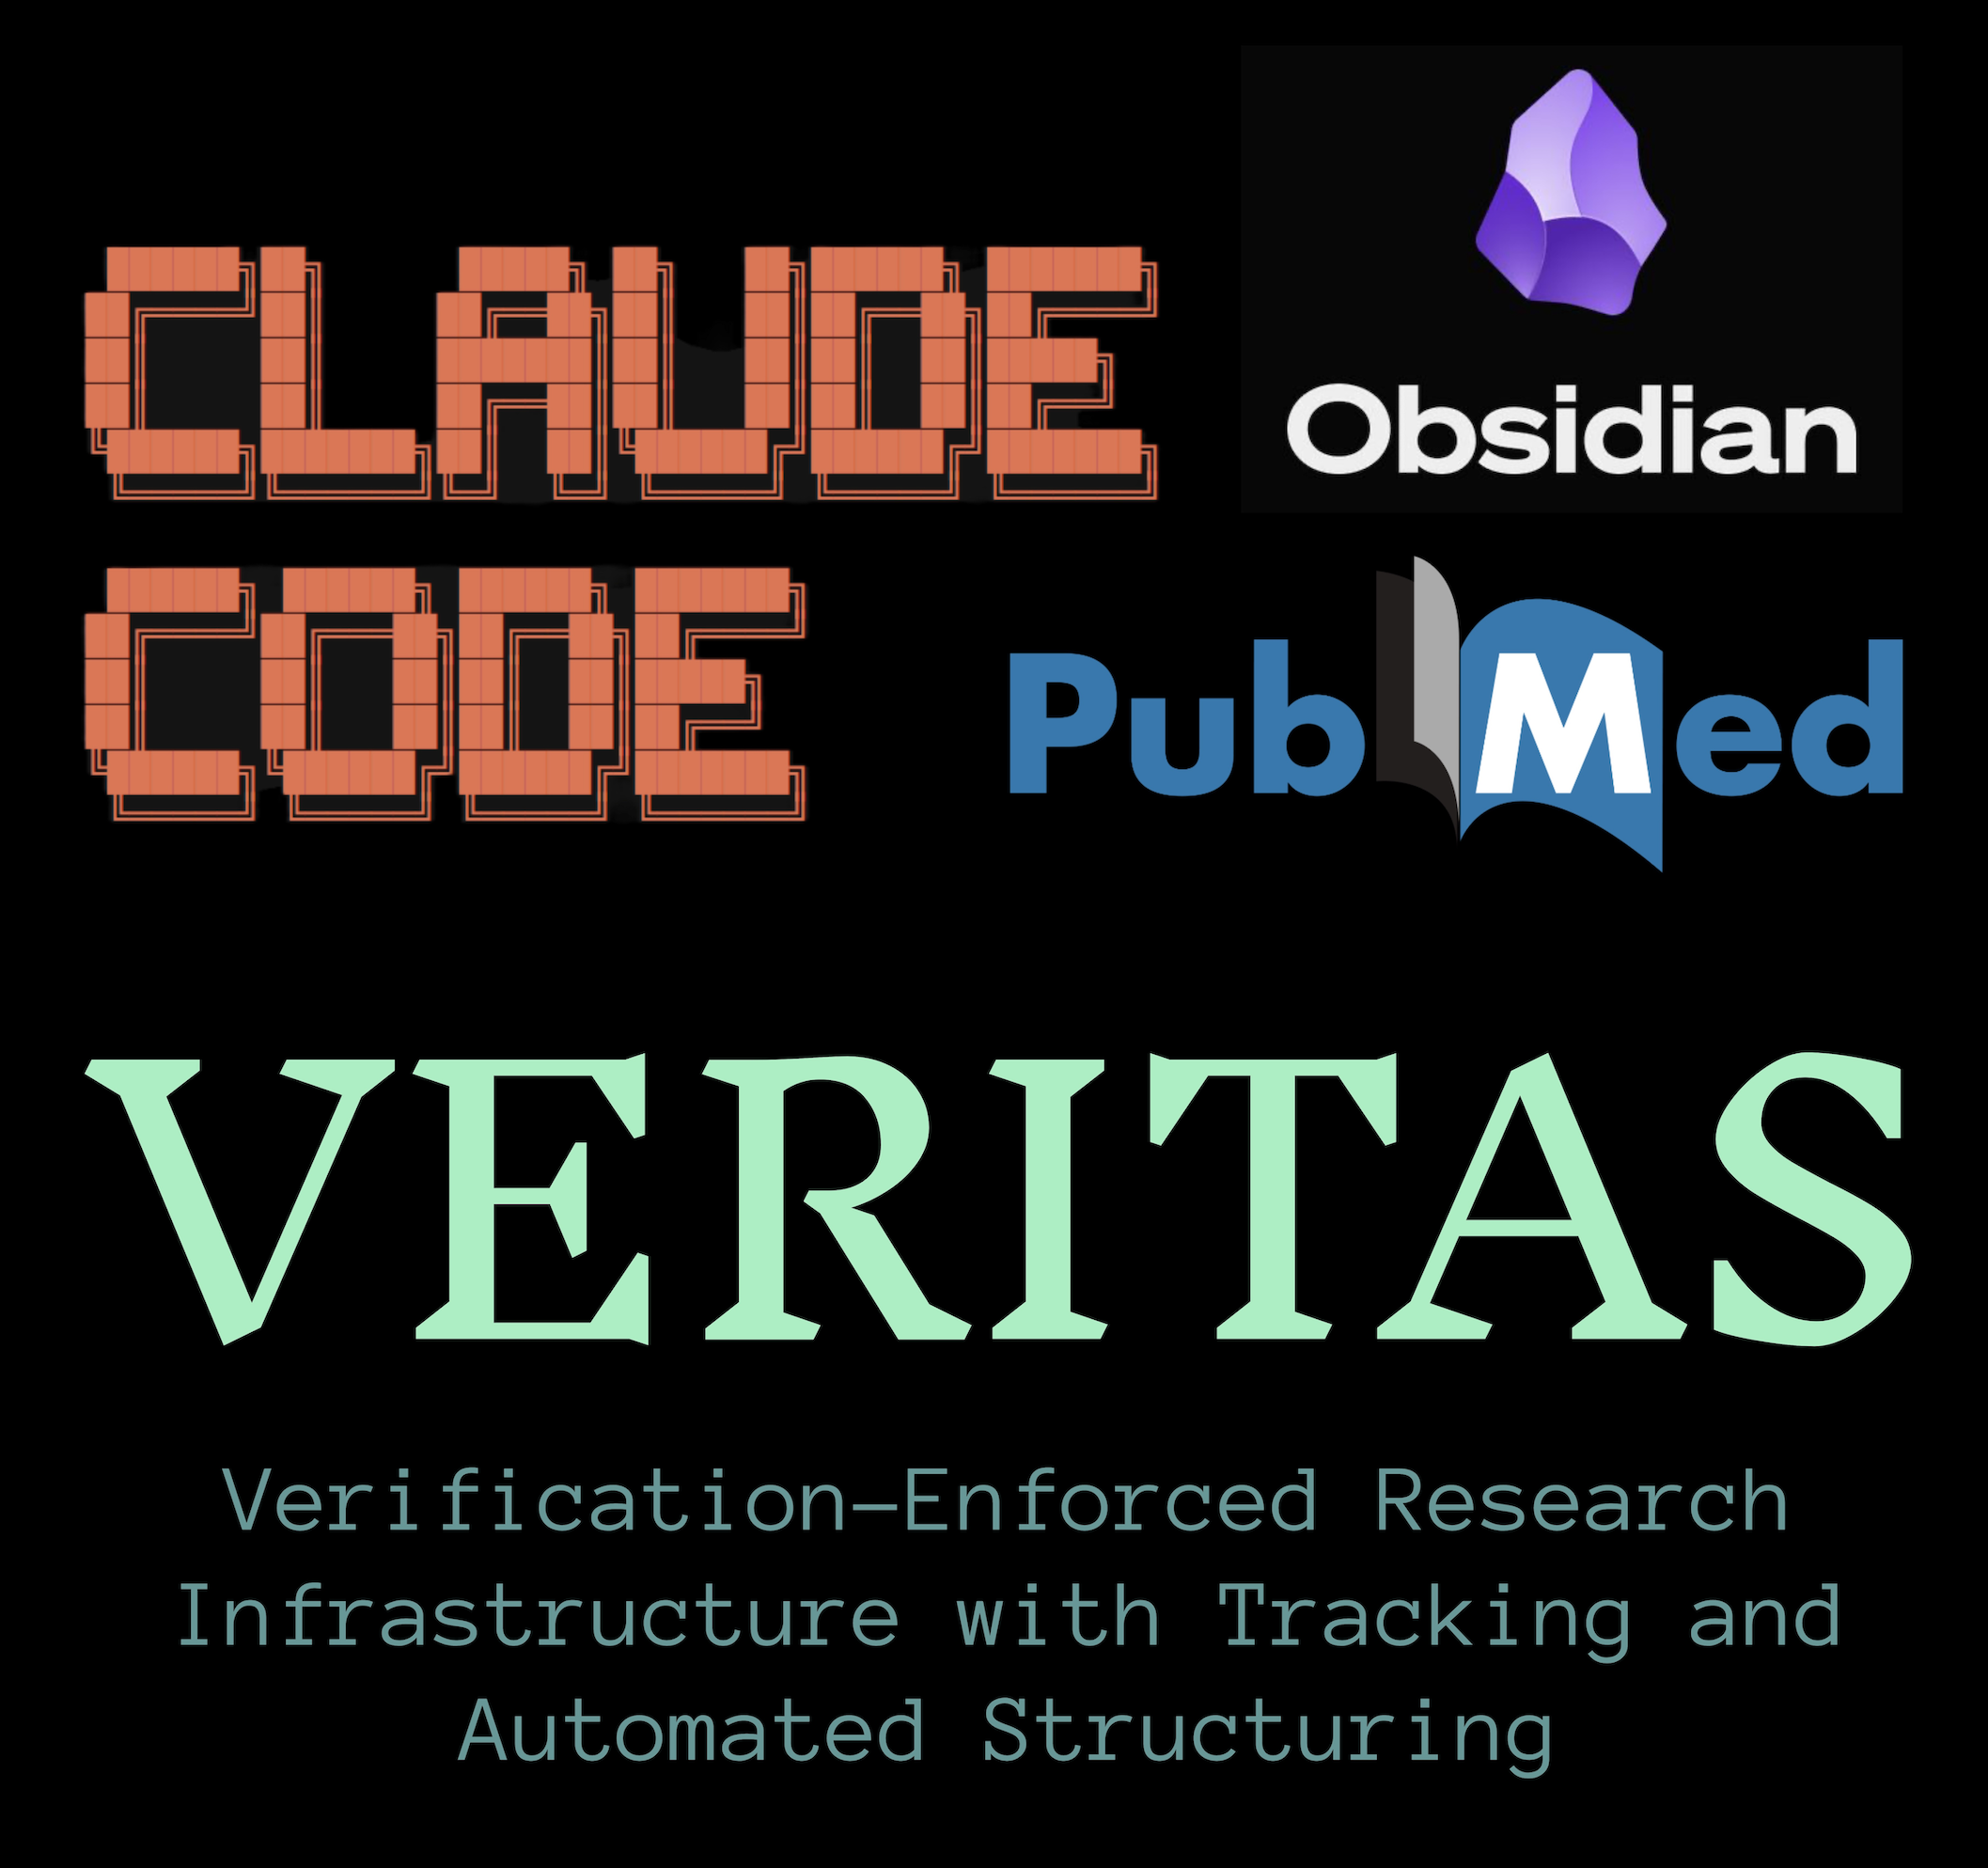 CLAUDE
CODE
Obsidian
PubMed
VERITAS
Verification-Enforced Research
Infrastructure with Tracking and
Automated Structuring